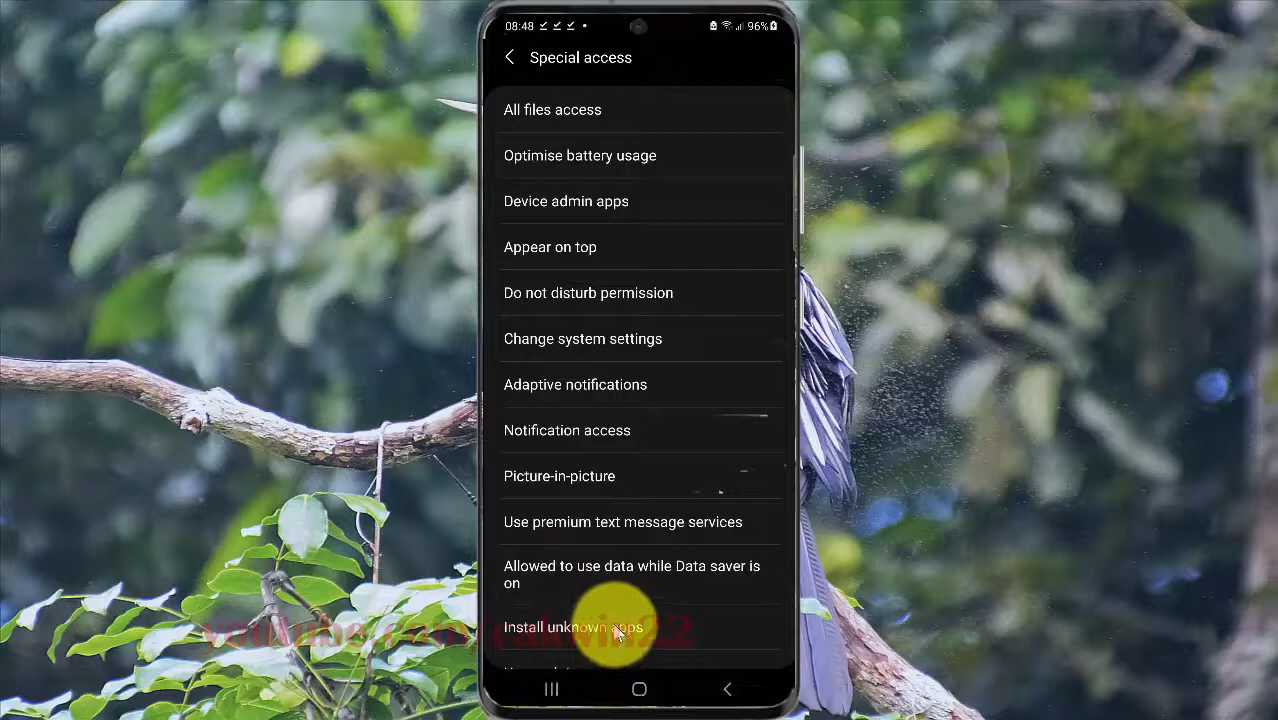 08:48 96%
Special access
All files access
Optimise battery usage
Device admin apps
Appear on top
Do not disturb permission
Change system settings
Adaptive notifications
Notification access
Picture-in-picture
Use premium text message services
Allowed to use data while Data saver is
on
Install unknown apps